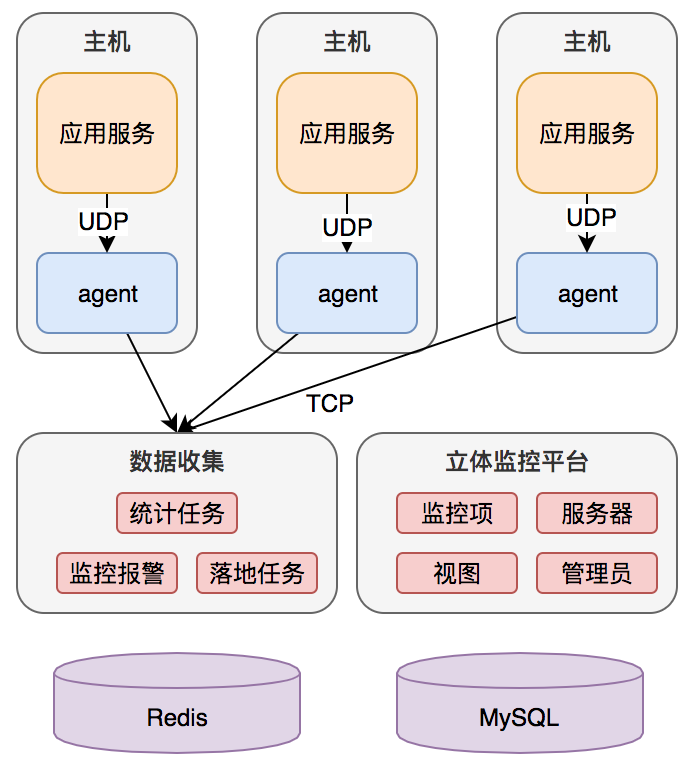 主机
主机
主机
应用服务
应用服务
应用服务
UDP
UDP
UDP
agent
agent
agent
TCP
数据收集
统计任务
监控报警
落地任务
立体监控平台
监控项
服务器
视图
管理员
Redis
MySQL